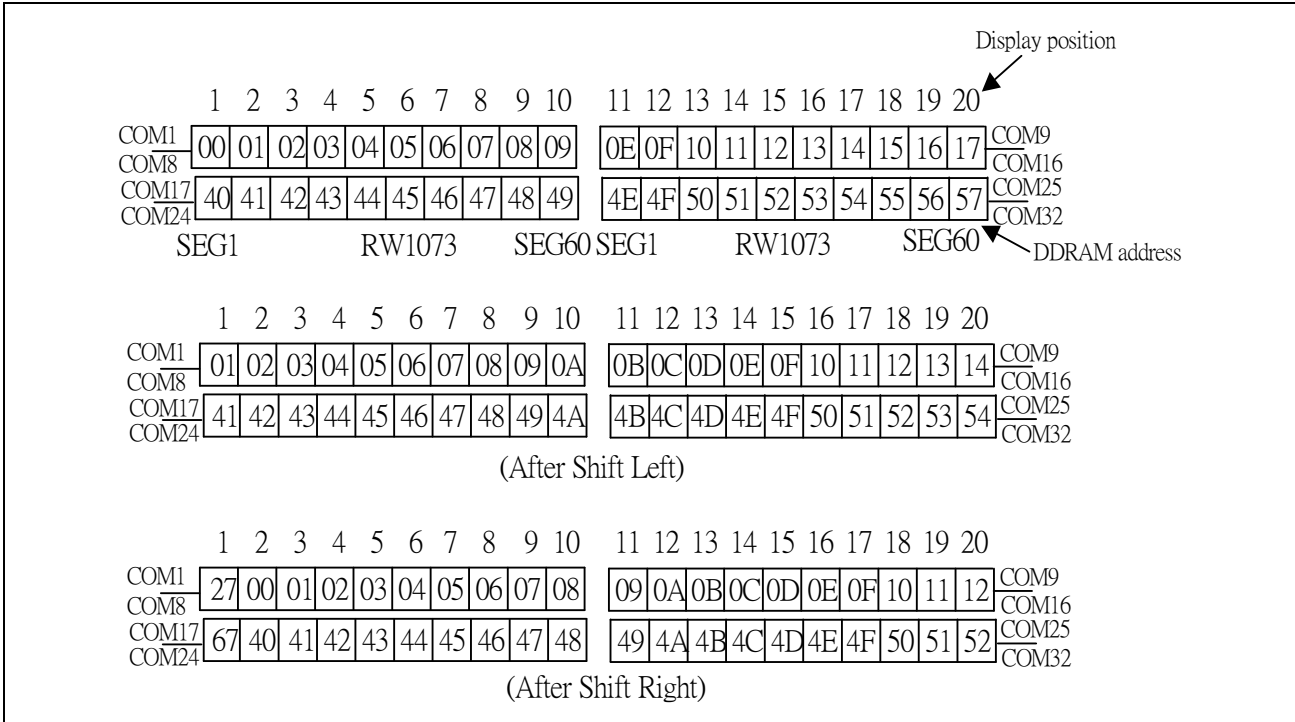 Display position
1 2 3 4 5 6 7 8 9 10 11 12 13 14 15 16 17 18 19 20
COM1 00 01 02 03 04 05 06 07 08 09 0E 0F 10 11 12 13 14 15 16 17 COM9
COM8 COM16
COM17 40 41 42 43 44 45 46 47 48 49 4E 4F 50 51 52 53 54 55 56 57 COM25
COM24 COM32
SEG1 RW1073 SEG60 SEG1 RW1073 SEG60 DDRAM address
1 2 3 4 5 6 7 8 9 10 11 12 13 14 15 16 17 18 19 20
COM1 01 02 03 04 05 06 07 08 09 0A 0B 0C 0D 0E 0F 10 11 12 13 14 COM9
COM8 COM16
COM17 41 42 43 44 45 46 47 48 49 4A 4B 4C 4D 4E 4F 50 51 52 53 54 COM25
COM24 COM32
(After Shift Left)
1 2 3 4 5 6 7 8 9 10 11 12 13 14 15 16 17 18 19 20
COM1 27 00 01 02 03 04 05 06 07 08 09 0A 0B 0C 0D 0E 0F 10 11 12 COM9
COM8 COM16
COM17 67 40 41 42 43 44 45 46 47 48 49 4A 4B 4C 4D 4E 4F 50 51 52 COM25
COM24 COM32
(After Shift Right)